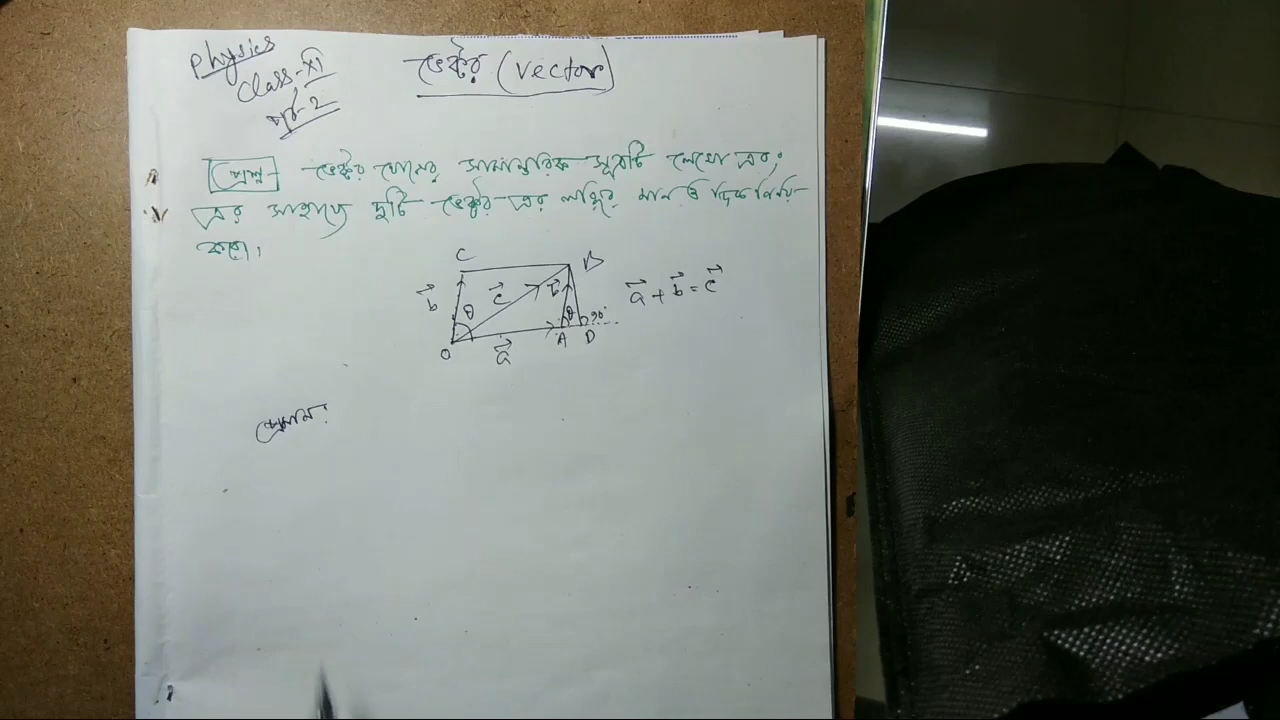 Physics
Class-XI
পর্ব-2
ভেক্টর (Vector)
প্রশ্ন- ভেক্টর যোগের সামান্তরিক সূত্রটি লেখো এবং
এর সাহায্যে দুটি ভেক্টর-এর লব্ধির মান ও দিক নির্ণয়
করো।
C B
b⃗ θ c⃗ b⃗ θ 90° a⃗ + b⃗ = c⃗
O a⃗ A D
প্রমাণ: